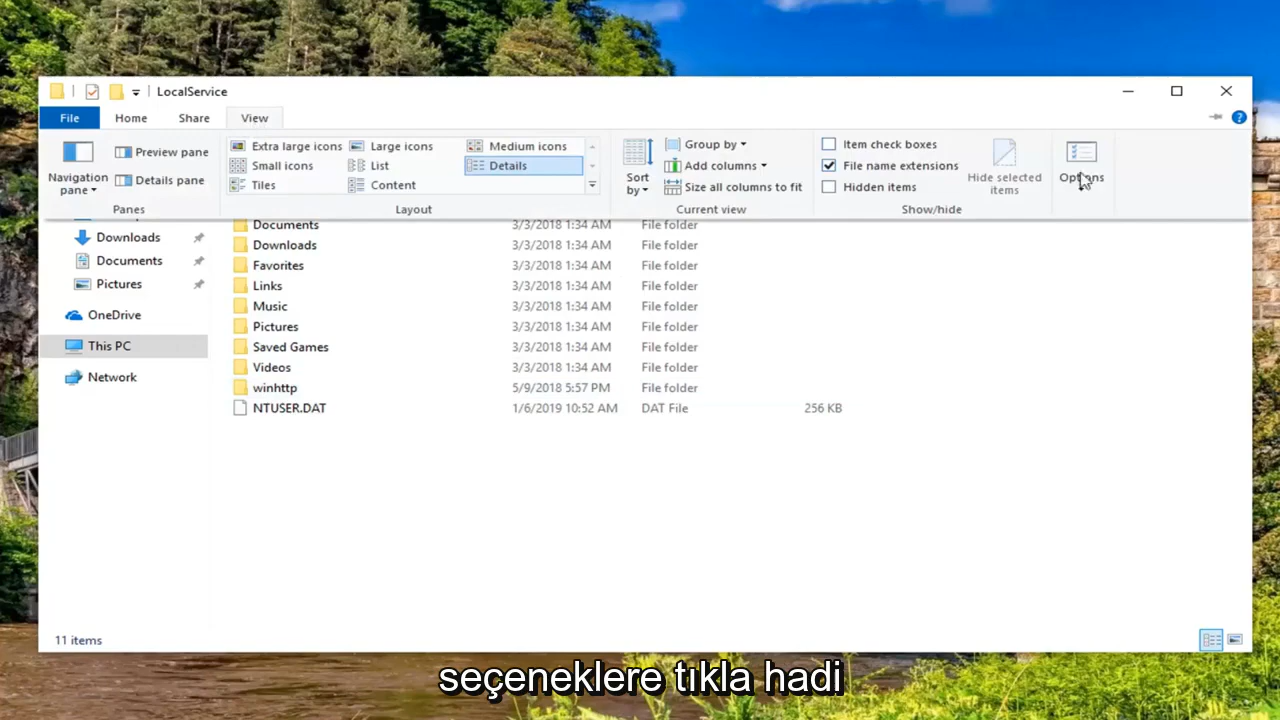 LocalService
File Home Share View
Navigation pane
Preview pane
Details pane
Panes
Extra large icons Large icons Medium icons
Small icons List Details
Tiles Content
Layout
Sort by
Group by
Add columns
Size all columns to fit
Current view
Item check boxes
File name extensions
Hidden items
Hide selected items
Show/hide
Options
Downloads
Documents
Pictures
OneDrive
This PC
Network
Documents 3/3/2018 1:34 AM File folder
Downloads 3/3/2018 1:34 AM File folder
Favorites 3/3/2018 1:34 AM File folder
Links 3/3/2018 1:34 AM File folder
Music 3/3/2018 1:34 AM File folder
Pictures 3/3/2018 1:34 AM File folder
Saved Games 3/3/2018 1:34 AM File folder
Videos 3/3/2018 1:34 AM File folder
winhttp 5/9/2018 5:57 PM File folder
NTUSER.DAT 1/6/2019 10:52 AM DAT File 256 KB
11 items
seçeneklere tıkla hadi